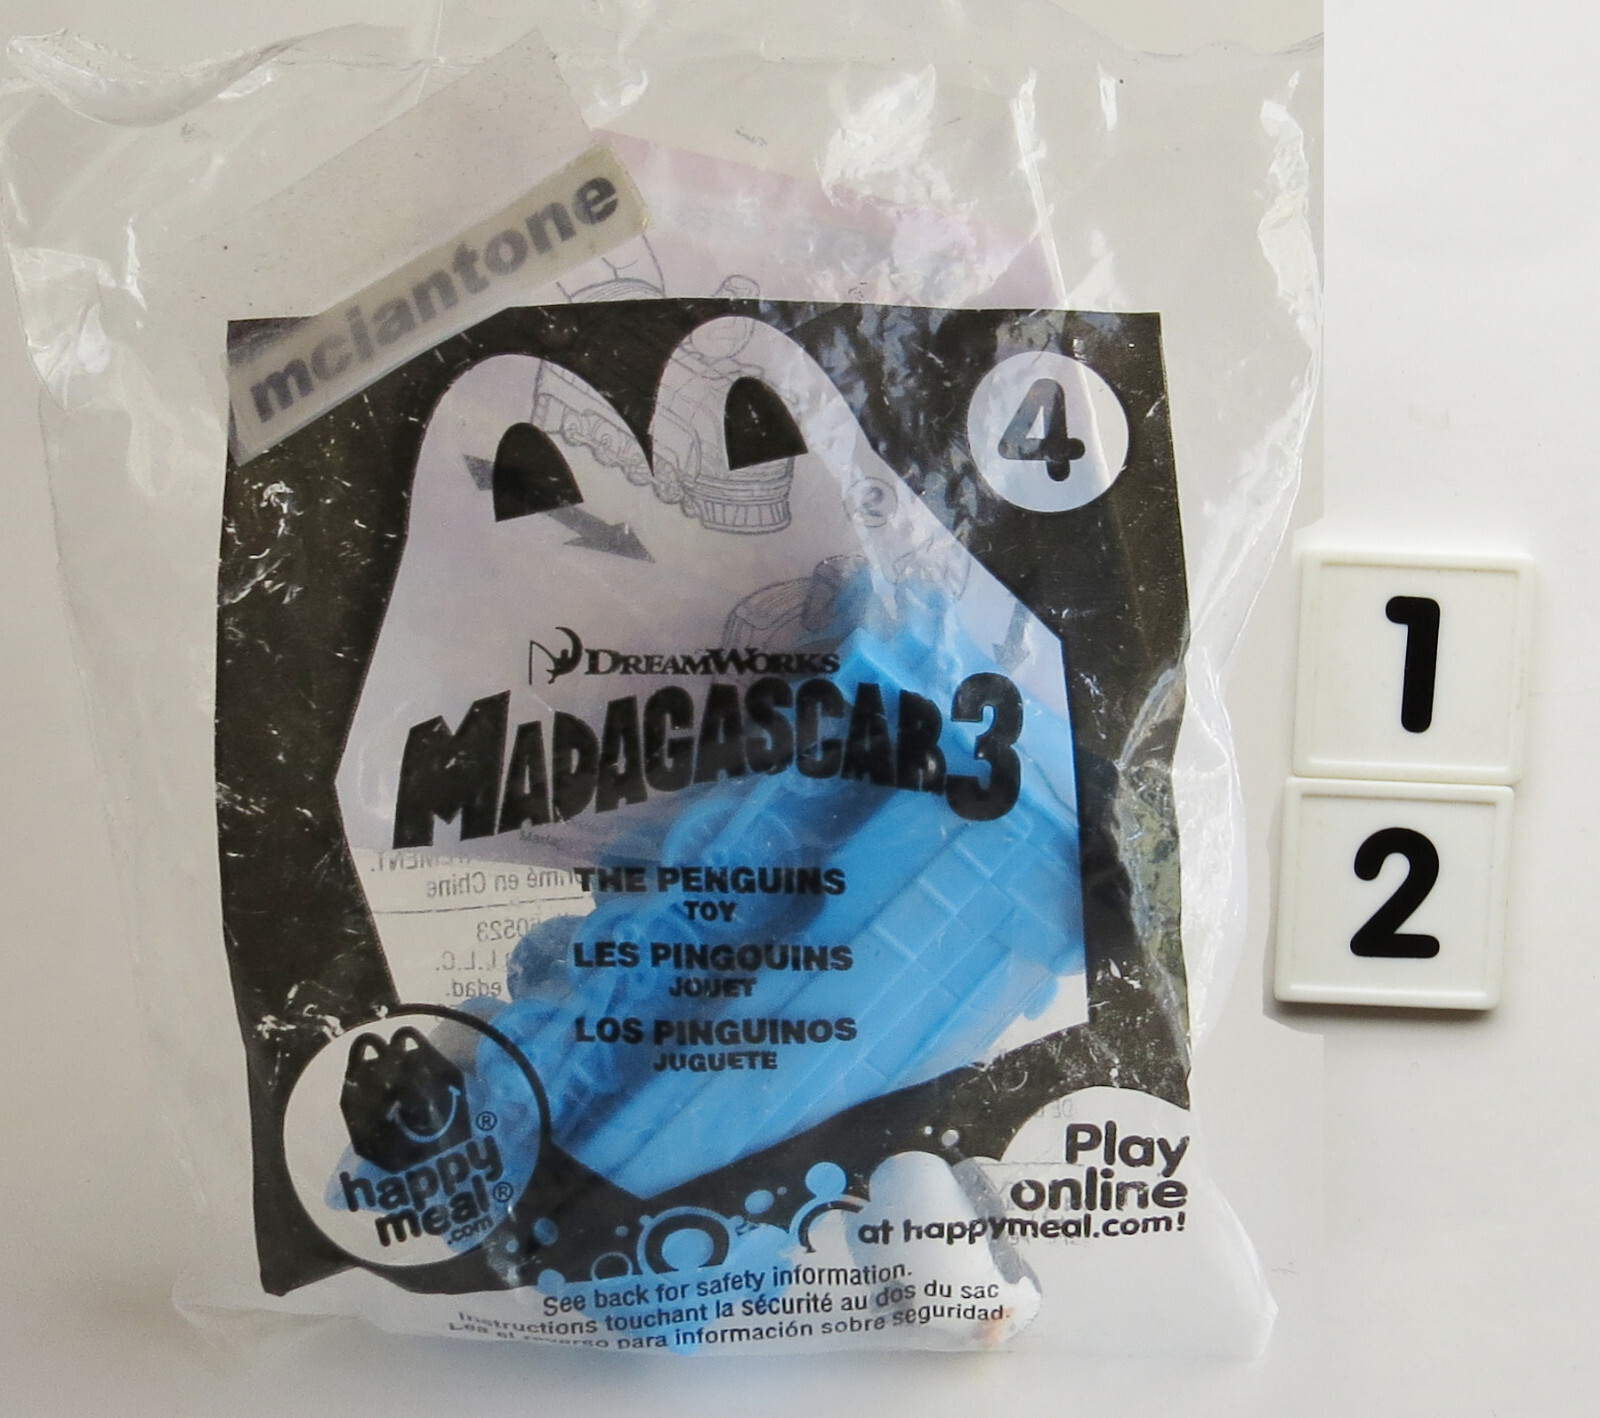 mciantone
4
2
DREAMWORKS
MADAGASCAR 3
THE PENGUINS
TOY
LES PINGOUINS
JOUET
LOS PINGUINOS
JUGUETE
happy
meal
.com
Play
online
at happymeal.com!
See back for safety information.
Instructions touchant la sécurité au dos du sac
Lea el reverso para información sobre seguridad.
1
2